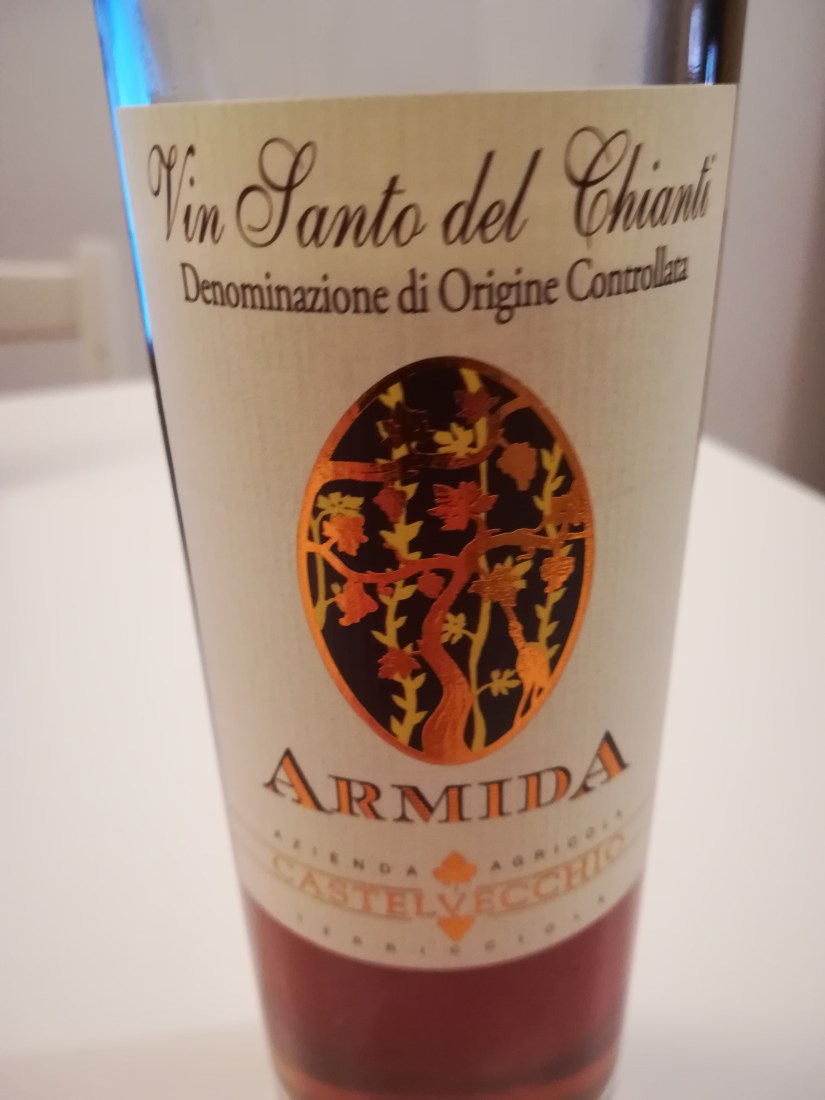 Vin Santo del Chianti
Denominazione di Origine Controllata
ARMIDA
AZIENDA AGRICOLA
CASTELVECCHIO
TERRICCIOLA